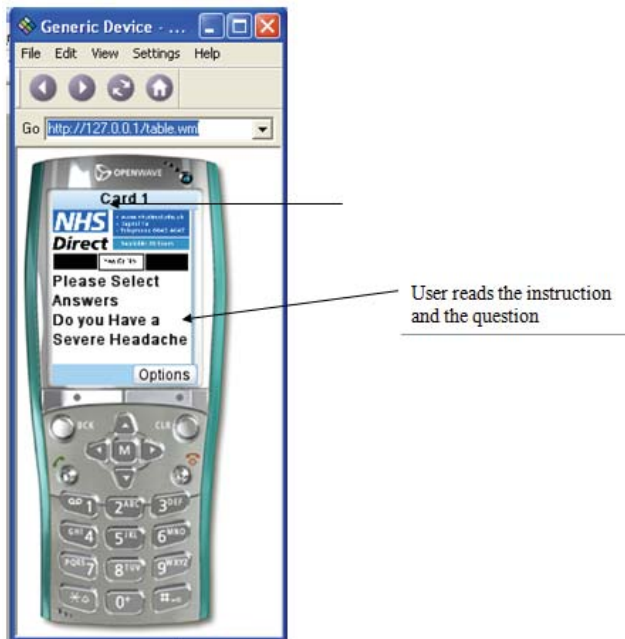 Generic Device - ...
File Edit View Settings Help
Go http://127.0.0.1/table.wml
OPENWAVE
Card 1
NHS
Direct
Please Select
Answers
Do you Have a
Severe Headache
Options
User reads the instruction
and the question
BCK CLR
M
1 2ABC 3DEF
GHI4 5JKL 6MNO
PQRS7 8TUV 9WXYZ
0+ #